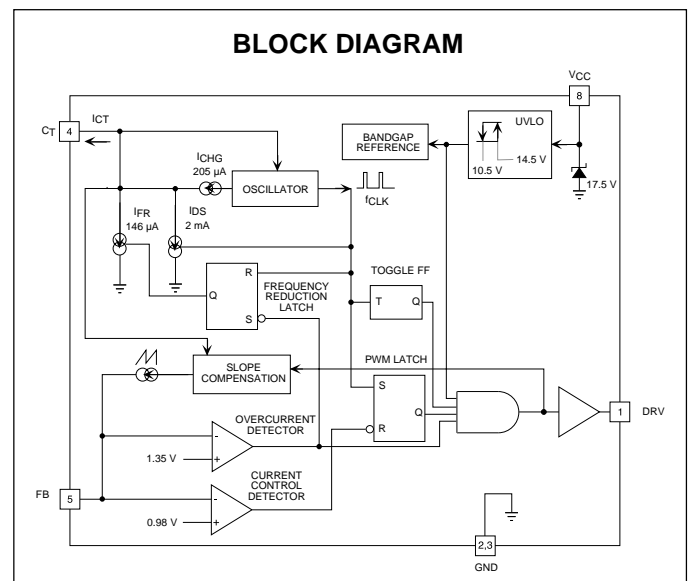 BLOCK DIAGRAM
VCC
8
UVLO
CT
4
ICT
BANDGAP
REFERENCE
10.5 V
14.5 V
17.5 V
ICHG
205 µA
OSCILLATOR
fCLK
IFR
146 µA
IDS
2 mA
TOGGLE FF
R
Q
S
FREQUENCY
REDUCTION
LATCH
T
Q
SLOPE
COMPENSATION
PWM LATCH
S
Q
R
1
DRV
OVERCURRENT
DETECTOR
-
+
1.35 V
FB
5
CURRENT
CONTROL
DETECTOR
-
+
0.98 V
2,3
GND